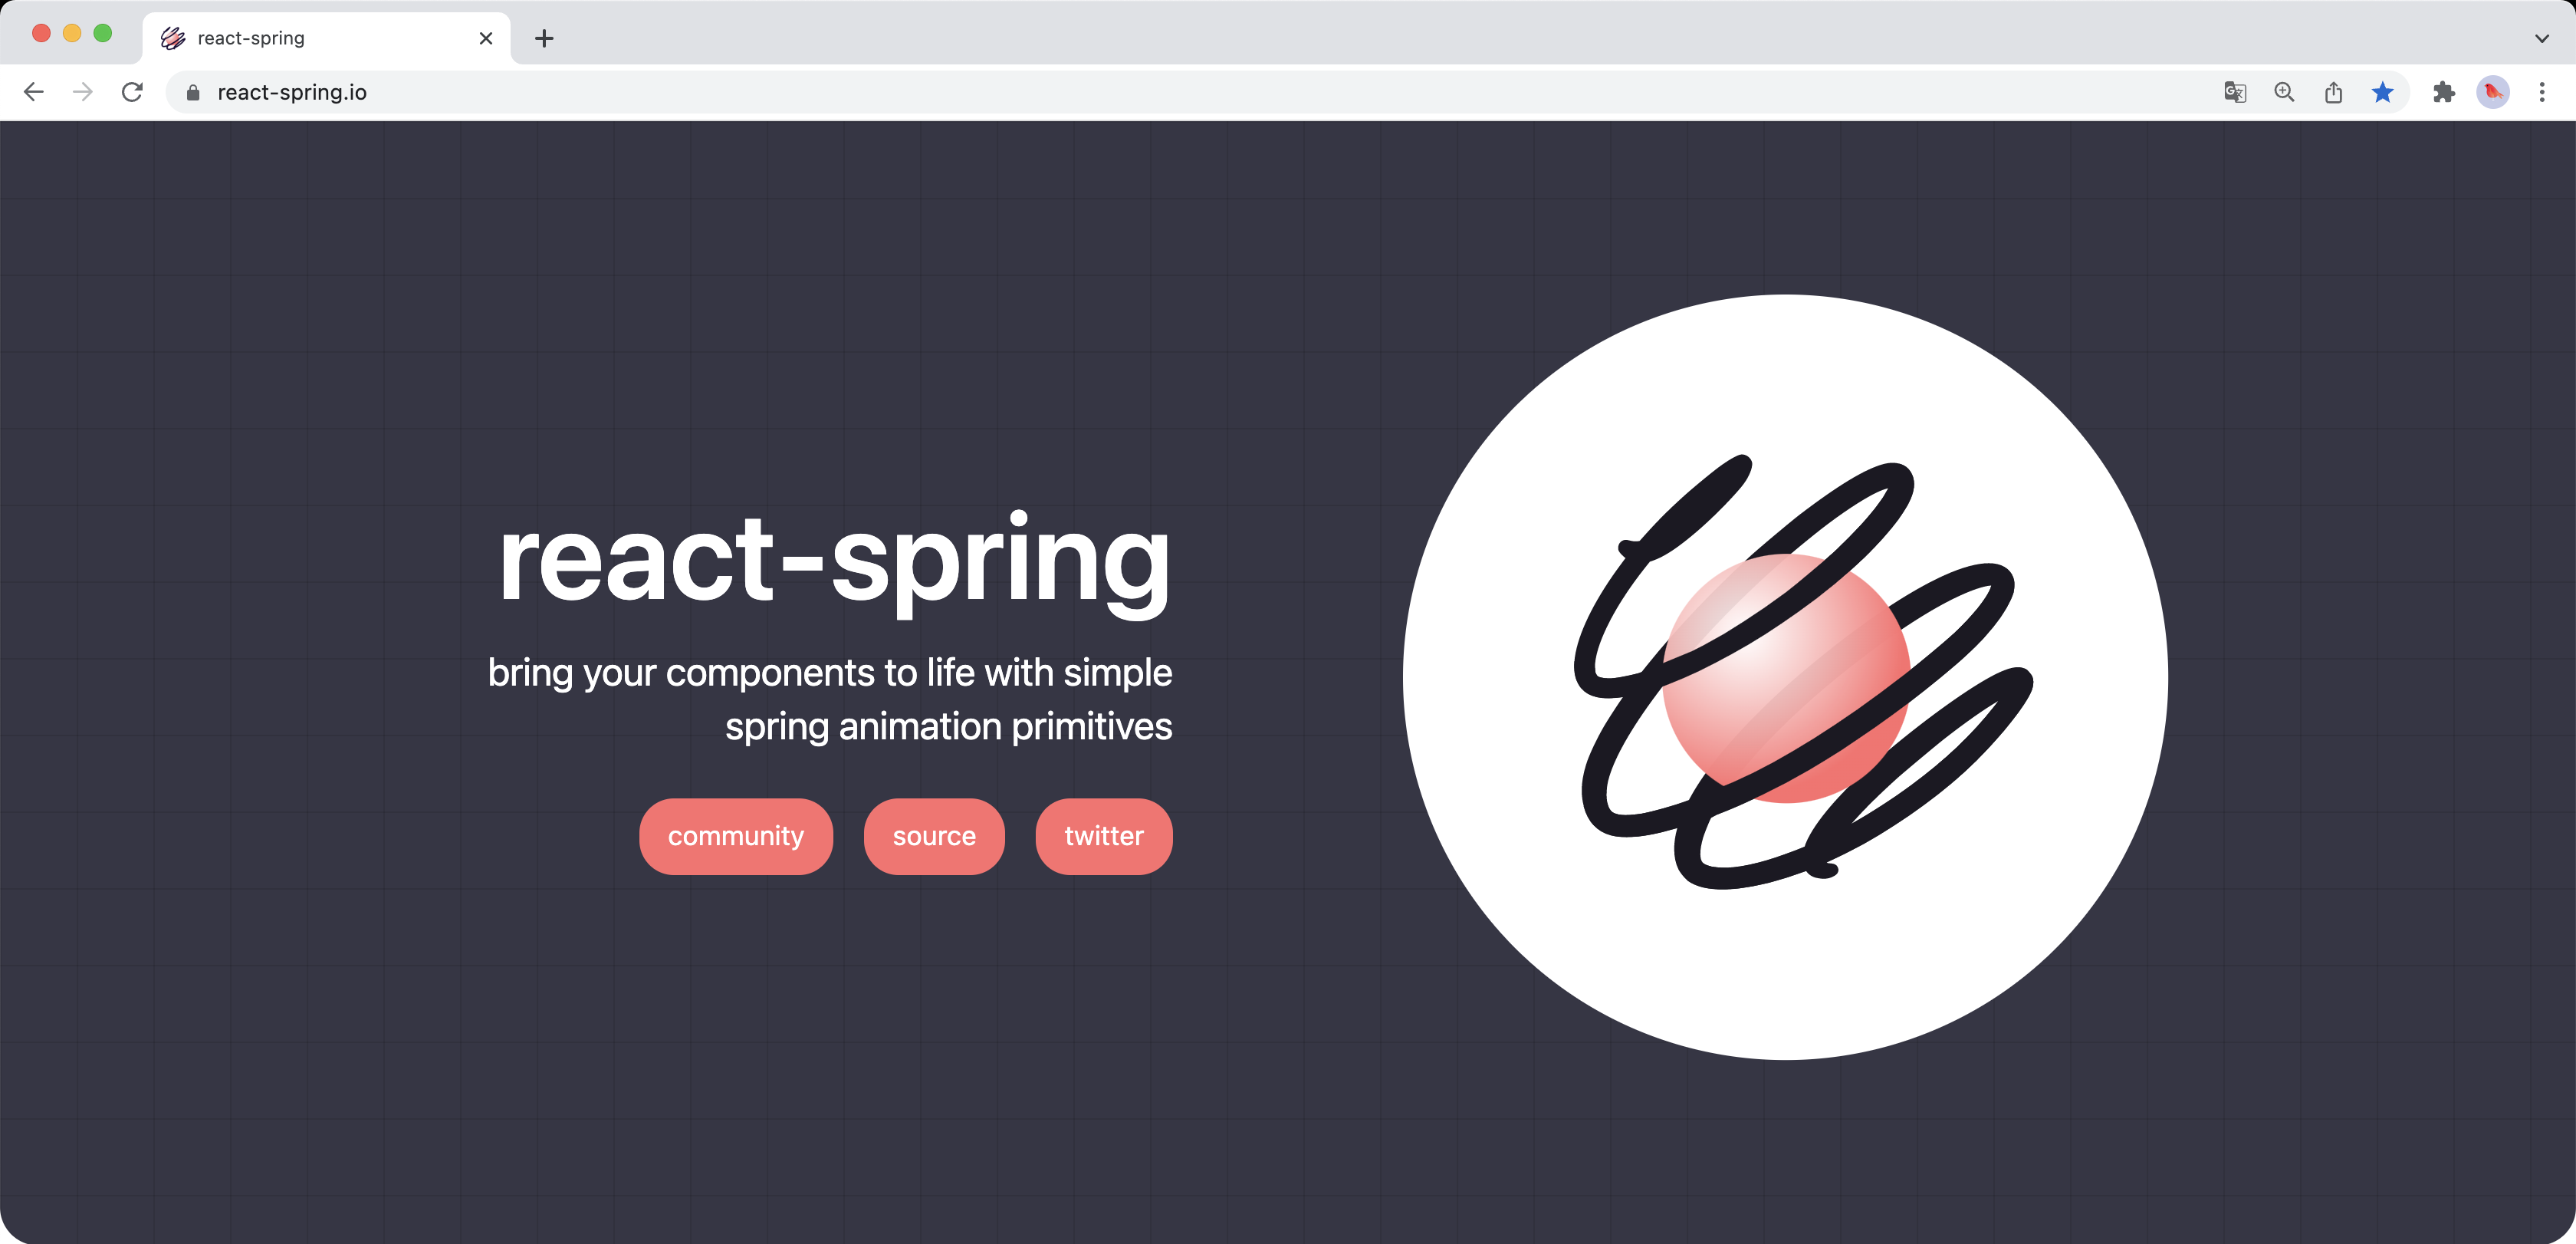 react-spring
react-spring.io
react-spring
bring your components to life with simple
spring animation primitives
community source twitter